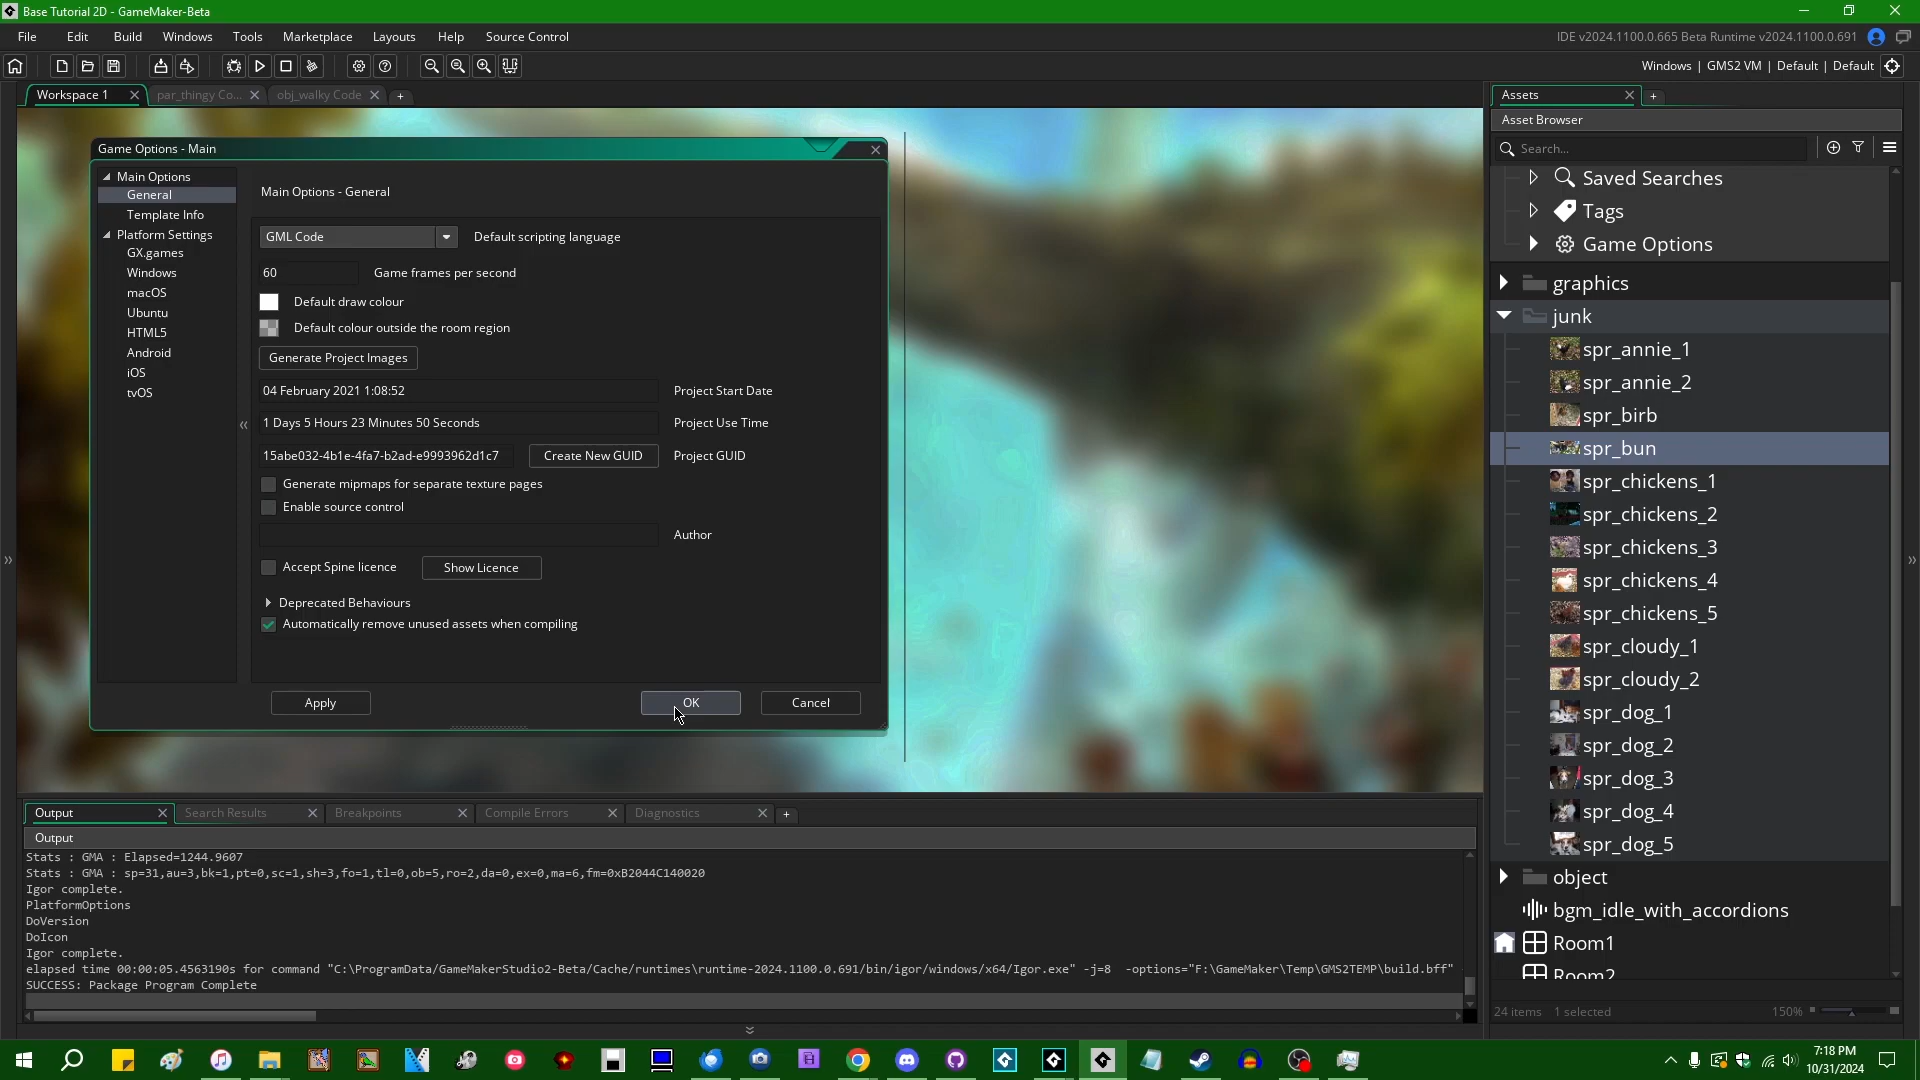 Base Tutorial 2D - GameMaker-Beta
File Edit Build Windows Tools Marketplace Layouts Help Source Control
IDE v2024.1100.0.665 Beta Runtime v2024.1100.0.691
Windows | GMS2 VM | Default | Default
Workspace 1 par_thingy Co... obj_walky Code
Game Options - Main
Main Options
General
Template Info
Platform Settings
GX.games
Windows
macOS
Ubuntu
HTML5
Android
iOS
tvOS
Main Options - General
GML Code Default scripting language
60 Game frames per second
Default draw colour
Default colour outside the room region
Generate Project Images
04 February 2021 1:08:52 Project Start Date
1 Days 5 Hours 23 Minutes 50 Seconds Project Use Time
15abe032-4b1e-4fa7-b2ad-e9993962d1c7 Create New GUID Project GUID
Generate mipmaps for separate texture pages
Enable source control
Author
Accept Spine licence Show Licence
Deprecated Behaviours
Automatically remove unused assets when compiling
Apply OK Cancel
Output Search Results Breakpoints Compile Errors Diagnostics
Output
Stats : GMA : Elapsed=1244.9607
Stats : GMA : sp=31,au=3,bk=1,pt=0,sc=1,sh=3,fo=1,tl=0,ob=5,ro=2,da=0,ex=0,ma=6,fm=0xB2044C140020
Igor complete.
PlatformOptions
DoVersion
DoIcon
Igor complete.
elapsed time 00:00:05.4563190s for command "C:\ProgramData/GameMakerStudio2-Beta/Cache/runtimes\runtime-2024.1100.0.691/bin/igor/windows/x64/Igor.exe" -j=8 -options="F:\GameMaker\Temp\GMS2TEMP\build.bff"
SUCCESS: Package Program Complete
Assets
Asset Browser
Search...
Saved Searches
Tags
Game Options
graphics
junk
spr_annie_1
spr_annie_2
spr_birb
spr_bun
spr_chickens_1
spr_chickens_2
spr_chickens_3
spr_chickens_4
spr_chickens_5
spr_cloudy_1
spr_cloudy_2
spr_dog_1
spr_dog_2
spr_dog_3
spr_dog_4
spr_dog_5
object
bgm_idle_with_accordions
Room1
Room2
24 items 1 selected 150%
7:18 PM
10/31/2024